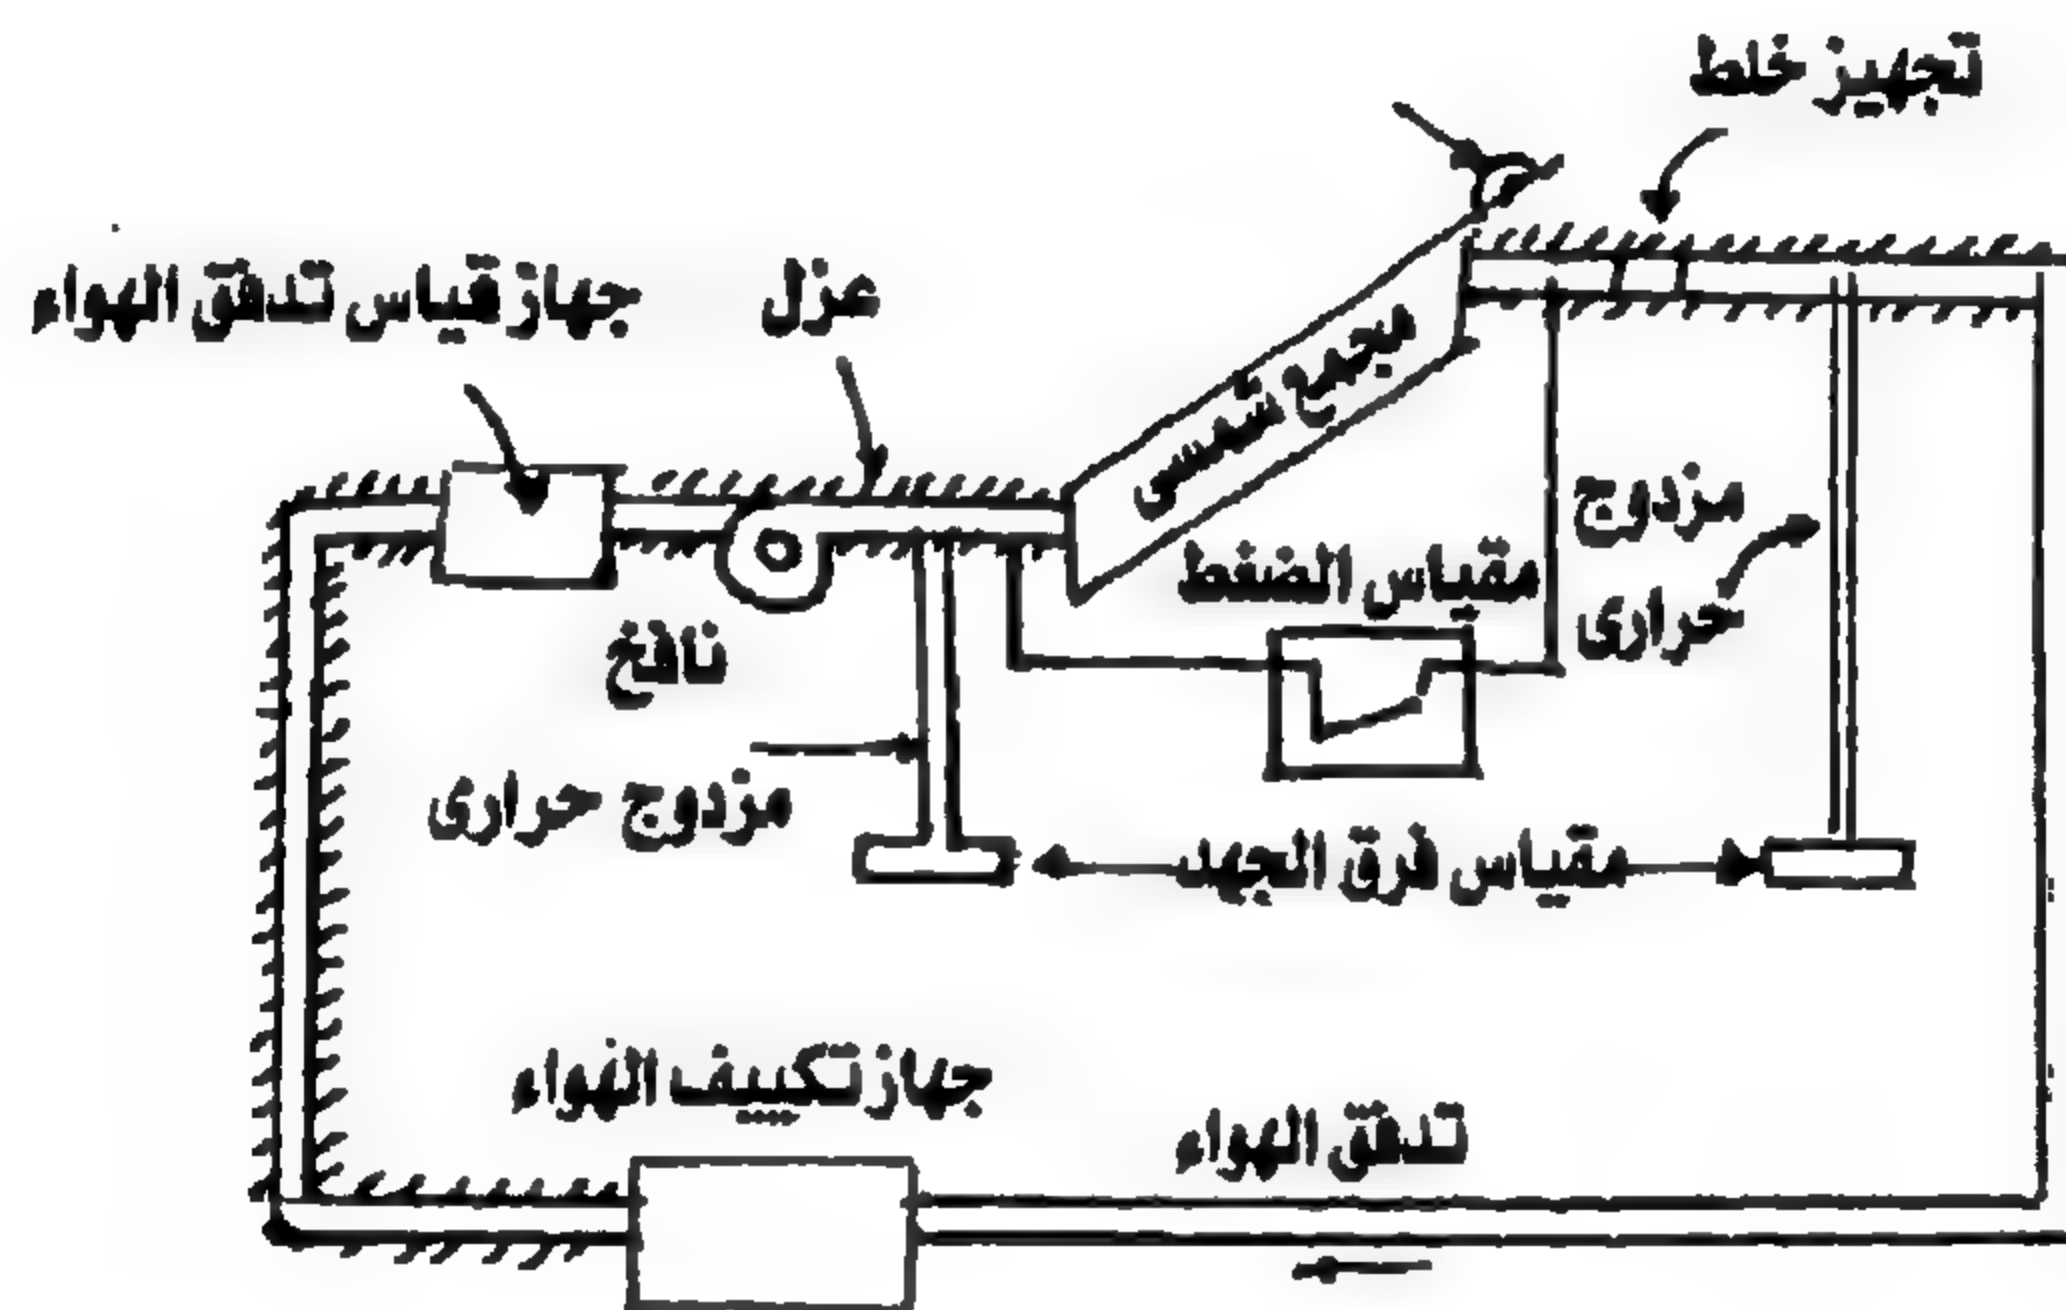 تجهيز خلط
جهاز قياس تدفق الهواء
عزل
مجمع شمسى
مزدوج
حرارى
مقياس الضغط
نافخ
مزدوج حرارى
مقياس فرق الجهد
جهاز تكييف الهواء
تدفق الهواء